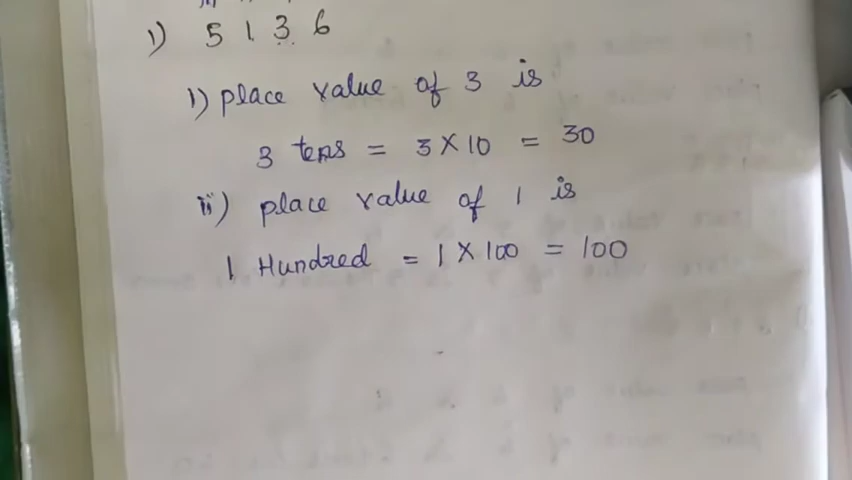 1) 5 1 3 6
1) place value of 3 is
3 tens = 3 X 10 = 30
ii) place value of 1 is
1 Hundred = 1 X 100 = 100